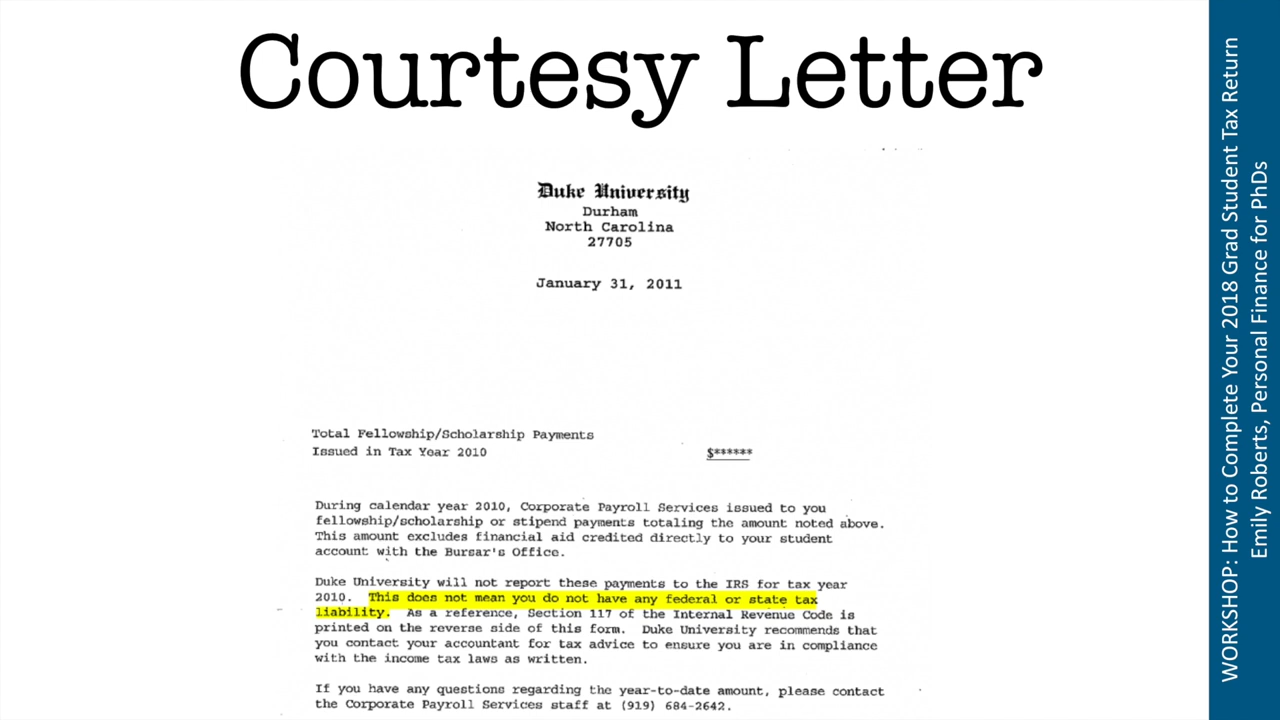 Courtesy Letter
Duke University
Durham
North Carolina
27705
January 31, 2011
Total Fellowship/Scholarship Payments
Issued in Tax Year 2010
$******
During calendar year 2010, Corporate Payroll Services issued to you
fellowship/scholarship or stipend payments totaling the amount noted above.
This amount excludes financial aid credited directly to your student
account with the Bursar's Office.
Duke University will not report these payments to the IRS for tax year
2010. This does not mean you do not have any federal or state tax
liability. As a reference, Section 117 of the Internal Revenue Code is
printed on the reverse side of this form. Duke University recommends that
you contact your accountant for tax advice to ensure you are in compliance
with the income tax laws as written.
If you have any questions regarding the year-to-date amount, please contact
the Corporate Payroll Services staff at (919) 684-2642.
WORKSHOP: How to Complete Your 2018 Grad Student Tax Return
Emily Roberts, Personal Finance for PhDs